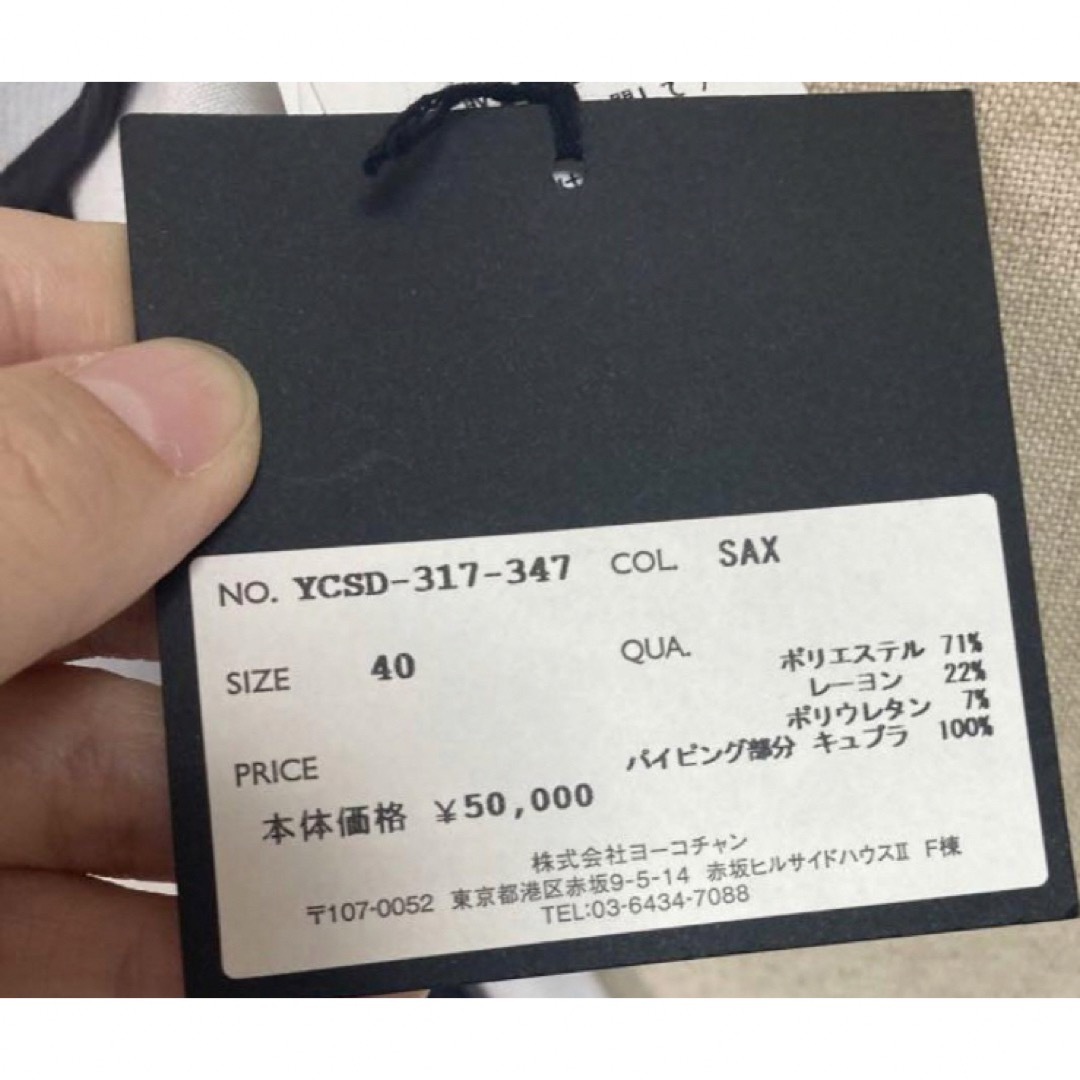 関して
NO. YCSD-317-347 COL. SAX
SIZE 40 QUA. ポリエステル 71%
レーヨン 22%
ポリウレタン 7%
パイピング部分 キュプラ 100%
PRICE
本体価格 ¥50,000
株式会社ヨーコチャン
〒107-0052 東京都港区赤坂9-5-14 赤坂ヒルサイドハウスⅡ F棟
TEL:03-6434-7088